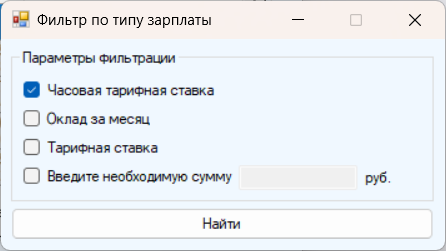 Фильтр по типу зарплаты
Параметры фильтрации
Часовая тарифная ставка
Оклад за месяц
Тарифная ставка
Введите необходимую сумму руб.
Найти